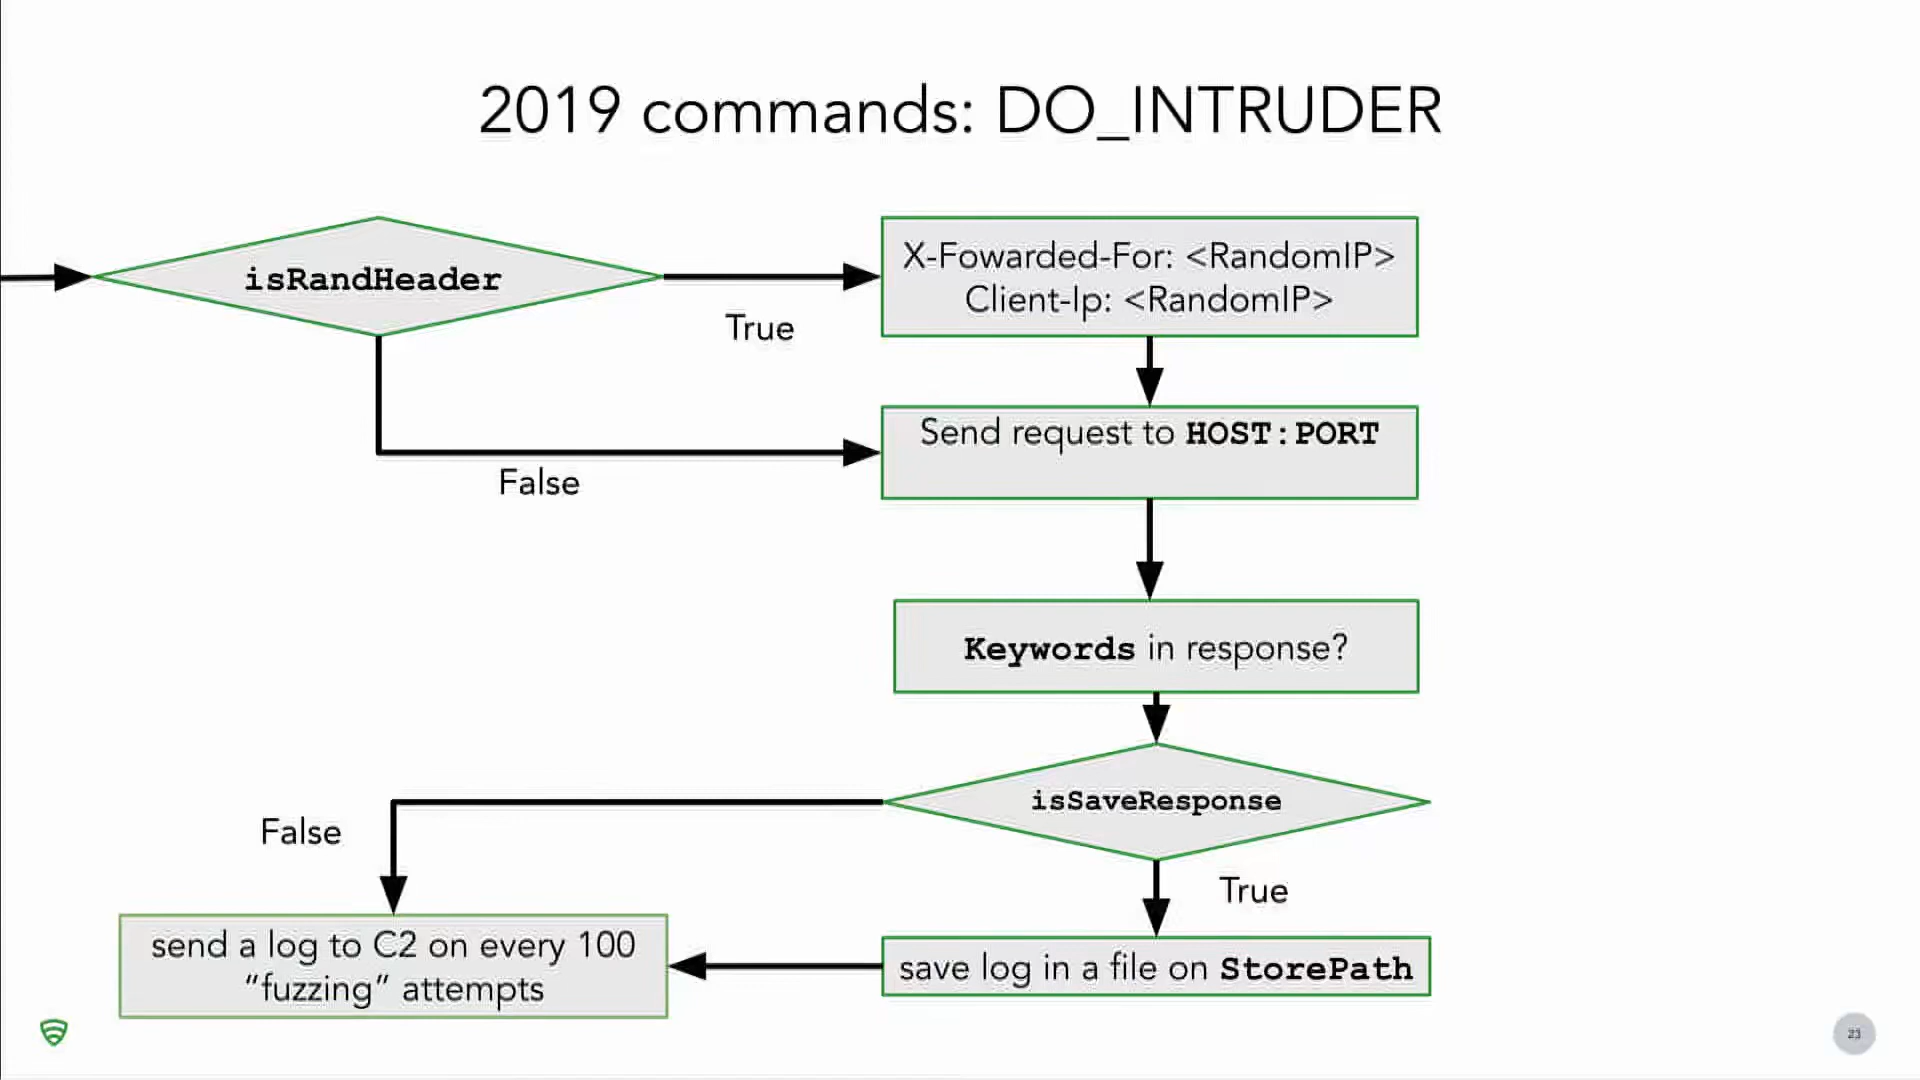 2019 commands: DO_INTRUDER
isRandHeader
X-Fowarded-For: <RandomIP>
Client-Ip: <RandomIP>
True
Send request to HOST:PORT
False
Keywords in response?
isSaveResponse
False
True
send a log to C2 on every 100
“fuzzing” attempts
save log in a file on StorePath
23